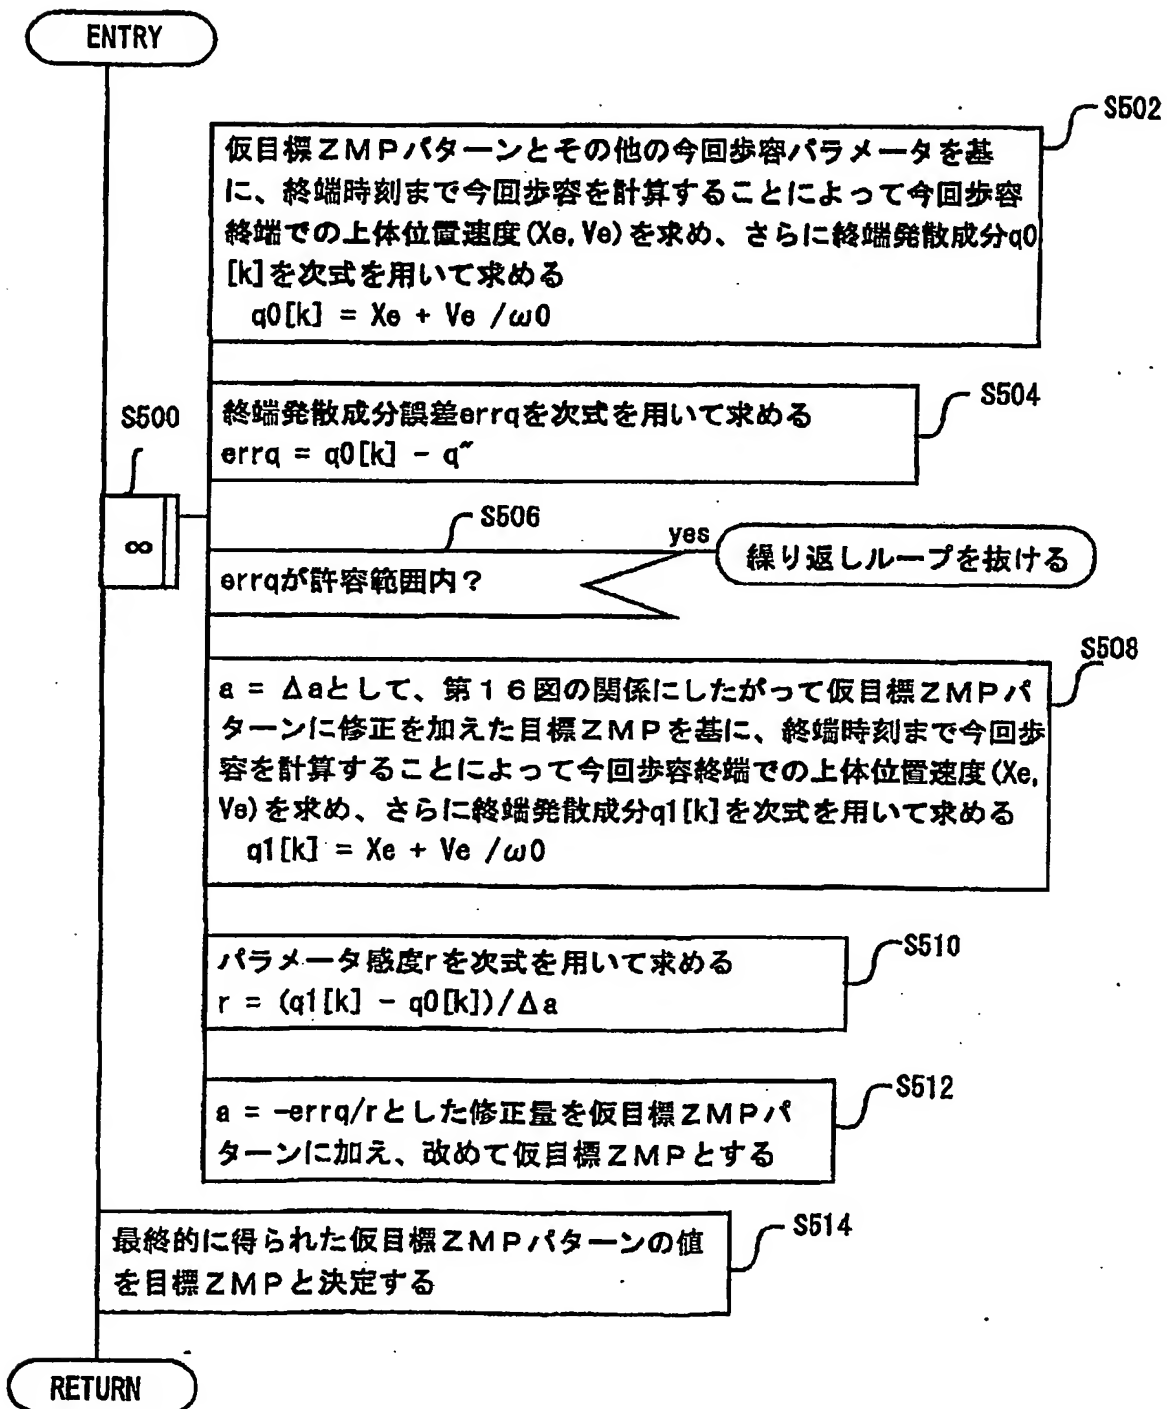 ENTRY
S502
仮目標ZMPパターンとその他の今回歩容パラメータを基
に、終端時刻まで今回歩容を計算することによって今回歩容
終端での上体位置速度(Xe, Ve)を求め、さらに終端発散成分q0
[k]を次式を用いて求める
q0[k] = Xe + Ve /ω0
S504
終端発散成分誤差errqを次式を用いて求める
errq = q0[k] - q″
S500
∞
S506
errqが許容範囲内？
yes
繰り返しループを抜ける
S508
a = Δaとして、第１６図の関係にしたがって仮目標ZMPパ
ターンに修正を加えた目標ZMPを基に、終端時刻まで今回歩
容を計算することによって今回歩容終端での上体位置速度(Xe,
Ve)を求め、さらに終端発散成分q1[k]を次式を用いて求める
q1[k] = Xe + Ve /ω0
S510
パラメータ感度rを次式を用いて求める
r = (q1[k] - q0[k])/Δa
S512
a = -errq/rとした修正量を仮目標ZMPパ
ターンに加え、改めて仮目標ZMPとする
S514
最終的に得られた仮目標ZMPパターンの値
を目標ZMPと決定する
RETURN